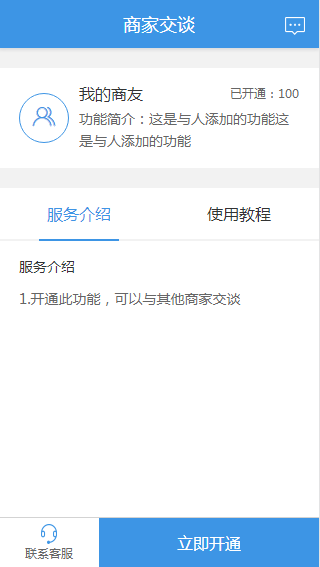 商家交谈
我的商友
已开通：100
功能简介：这是与人添加的功能这
是与人添加的功能
服务介绍
使用教程
服务介绍
1.开通此功能，可以与其他商家交谈
联系客服
立即开通